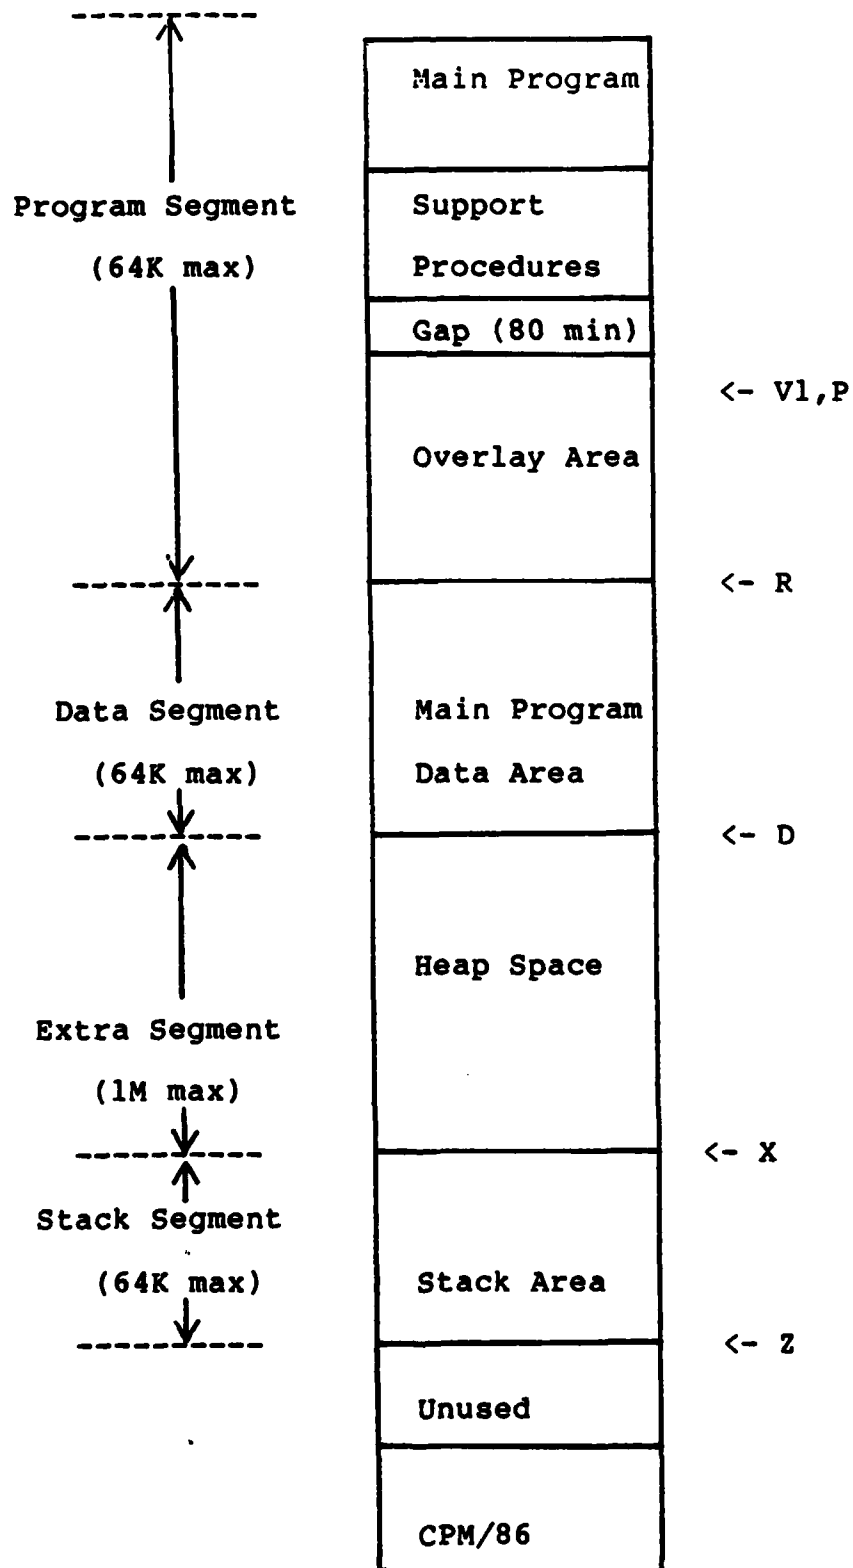 Main Program
Program Segment
(64K max)
Support
Procedures
Gap (80 min)
<- V1,P
Overlay Area
<- R
Data Segment
(64K max)
Main Program
Data Area
<- D
Heap Space
Extra Segment
(1M max)
<- X
Stack Segment
(64K max)
Stack Area
<- Z
Unused
CPM/86